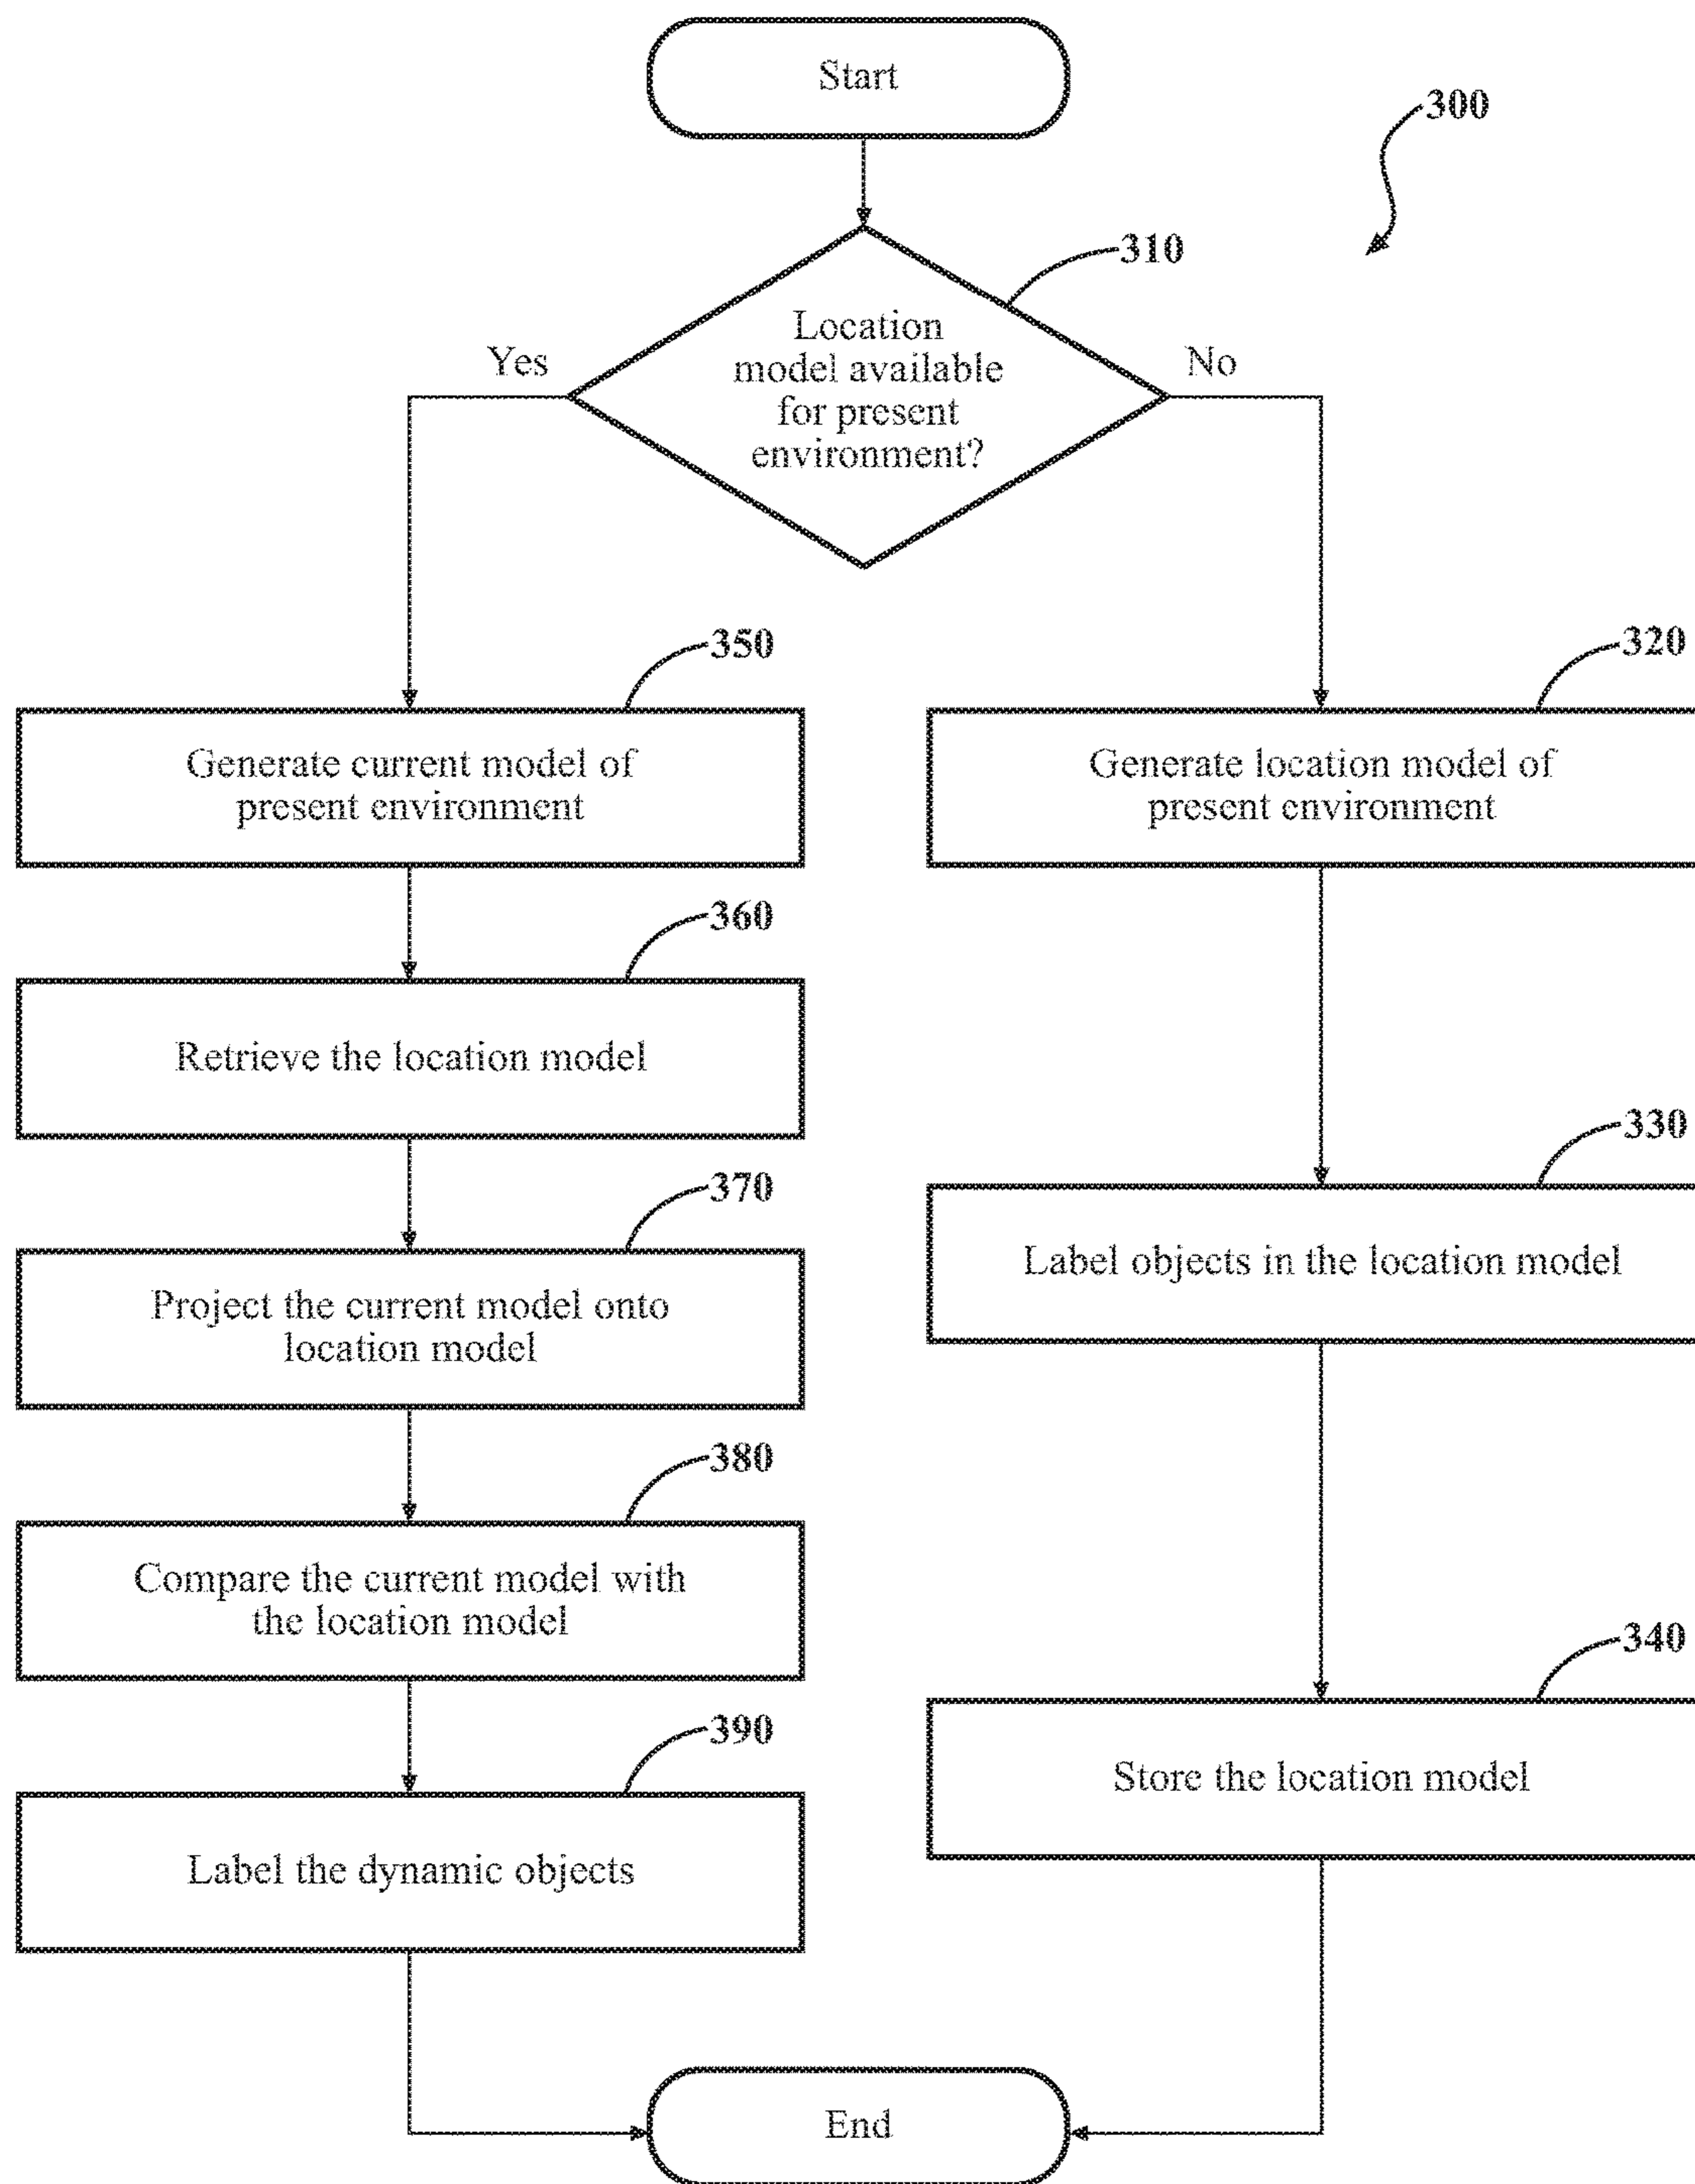 Start
300
310
Location
model available
for present
environment?
Yes
No
350
Generate current model of
present environment
320
Generate location model of
present environment
360
Retrieve the location model
330
Label objects in the location model
370
Project the current model onto
location model
380
Compare the current model with
the location model
340
Store the location model
390
Label the dynamic objects
End